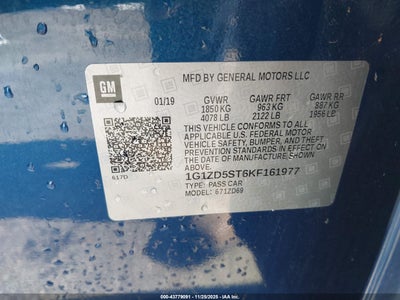 GM
MFD BY GENERAL MOTORS LLC
01/19 GVWR GAWR FRT GAWR RR
1850 KG 963 KG 887 KG
4078 LB 2122 LB 1956 LB
THIS VEHICLE CONFORMS TO ALL
APPLICABLE U.S. FEDERAL MOTOR
VEHICLE SAFETY, BUMPER, AND THEFT
PREVENTION STANDARDS IN EFFECT
ON THE DATE OF MANUFACTURE SHOWN
ABOVE.
617D
1G1ZD5ST6KF161977
TYPE: PASS CAR
MODEL: 671ZD69
000-43779091 - 11/29/2025 - IAA Inc. Copyright